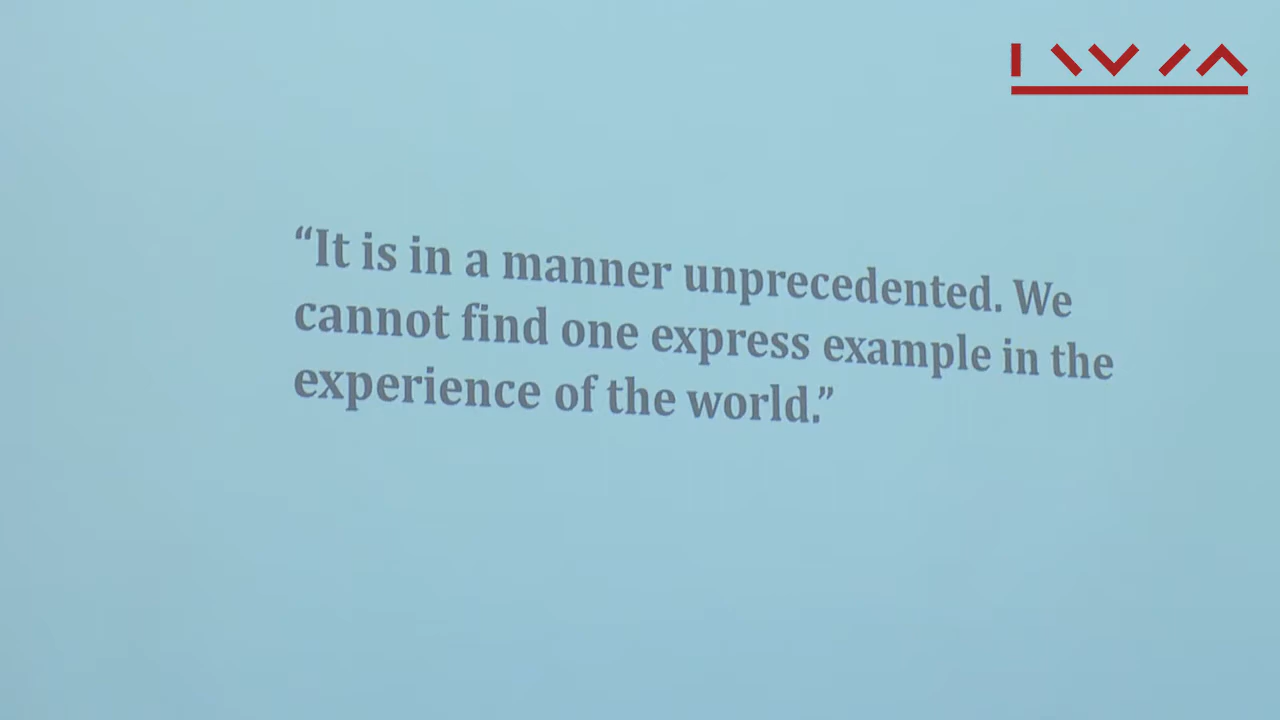 “It is in a manner unprecedented. We
cannot find one express example in the
experience of the world.”